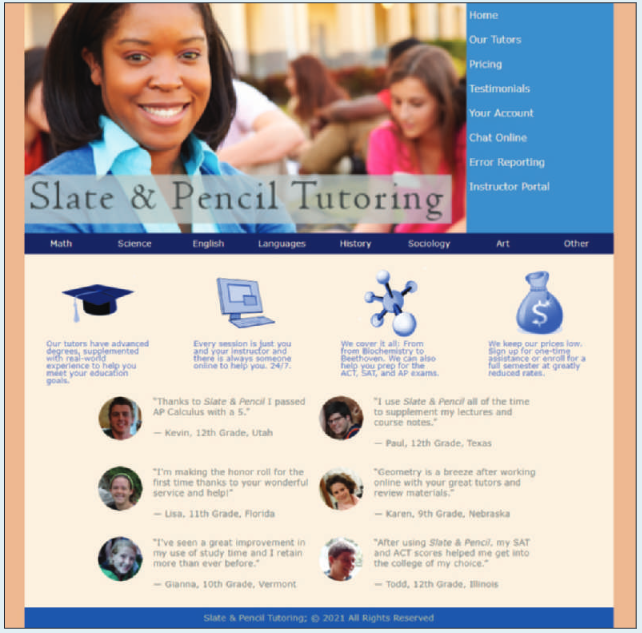 Home
Our Tutors
Pricing
Testimonials
Your Account
Chat Online
Error Reporting
Instructor Portal
Slate & Pencil Tutoring
Math Science English Languages History Sociology Art Other
Our tutors have advanced
degrees, supplemented
with real-world
experience to help you
meet your education
goals.
Every session is just you
and your instructor and
there is always someone
online to help you. 24/7.
We cover it all: From
from Biochemistry to
Beethoven. We can also
help you prep for the
ACT, SAT, and AP exams.
We keep our prices low.
Sign up for one-time
assistance or enroll for a
full semester at greatly
reduced rates.
"Thanks to Slate & Pencil I passed
AP Calculus with a 5."
— Kevin, 12th Grade, Utah
"I use Slate & Pencil all of the time
to supplement my lectures and
course notes."
— Paul, 12th Grade, Texas
"I'm making the honor roll for the
first time thanks to your wonderful
service and help!"
— Lisa, 11th Grade, Florida
"Geometry is a breeze after working
online with your great tutors and
review materials."
— Karen, 9th Grade, Nebraska
"I've seen a great improvement in
my use of study time and I retain
more than ever before."
— Gianna, 10th Grade, Vermont
"After using Slate & Pencil, my SAT
and ACT scores helped me get into
the college of my choice."
— Todd, 12th Grade, Illinois
Slate & Pencil Tutoring; © 2021 All Rights Reserved